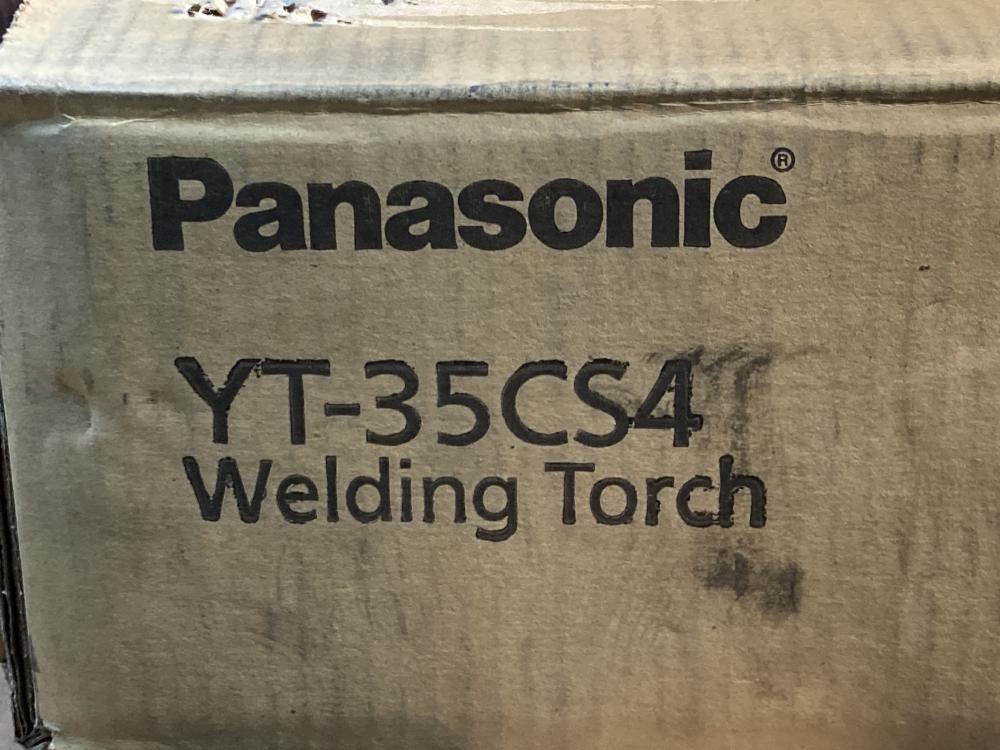 Panasonic®
YT-35CS4
Welding Torch